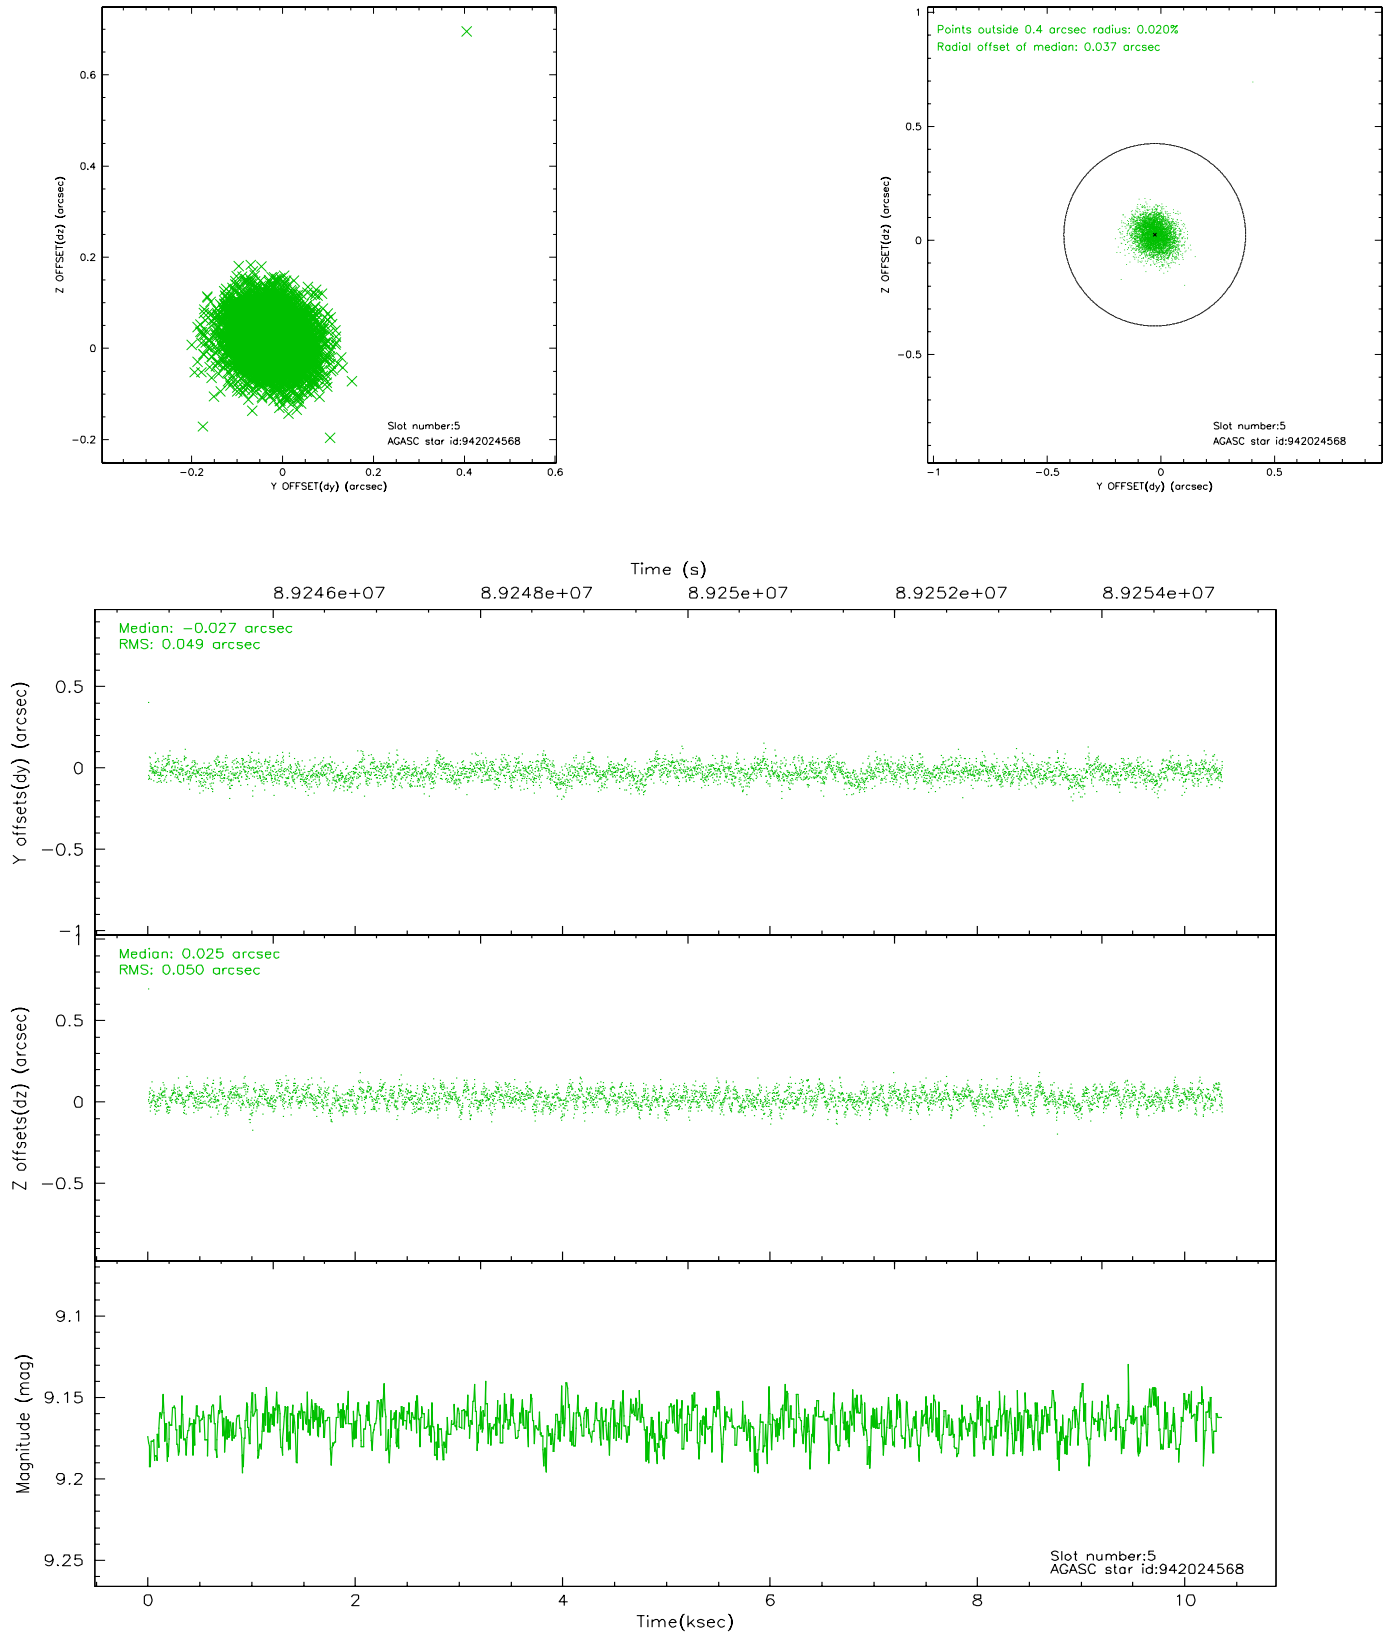 0.6
0.4
0.2
0
−0.2
Z OFFSET(dz) (arcsec)
Slot number:5
AGASC star id:942024568
−0.2 0 0.2 0.4 0.6
Y OFFSET(dy) (arcsec)
1
0.5
0
−0.5
Z OFFSET(dz) (arcsec)
Points outside 0.4 arcsec radius: 0.020%
Radial offset of median: 0.037 arcsec
Slot number:5
AGASC star id:942024568
−1 −0.5 0 0.5
Y OFFSET(dy) (arcsec)
Time (s)
8.9246e+07 8.9248e+07 8.925e+07 8.9252e+07 8.9254e+07
Median: −0.027 arcsec
RMS: 0.049 arcsec
0.5
0
−0.5
−1
Y offsets(dy) (arcsec)
Median: 0.025 arcsec
RMS: 0.050 arcsec
1
0.5
0
−0.5
Z offsets(dz) (arcsec)
9.1
9.15
9.2
9.25
Magnitude (mag)
Slot number:5
AGASC star id:942024568
0 2 4 6 8 10
Time(ksec)